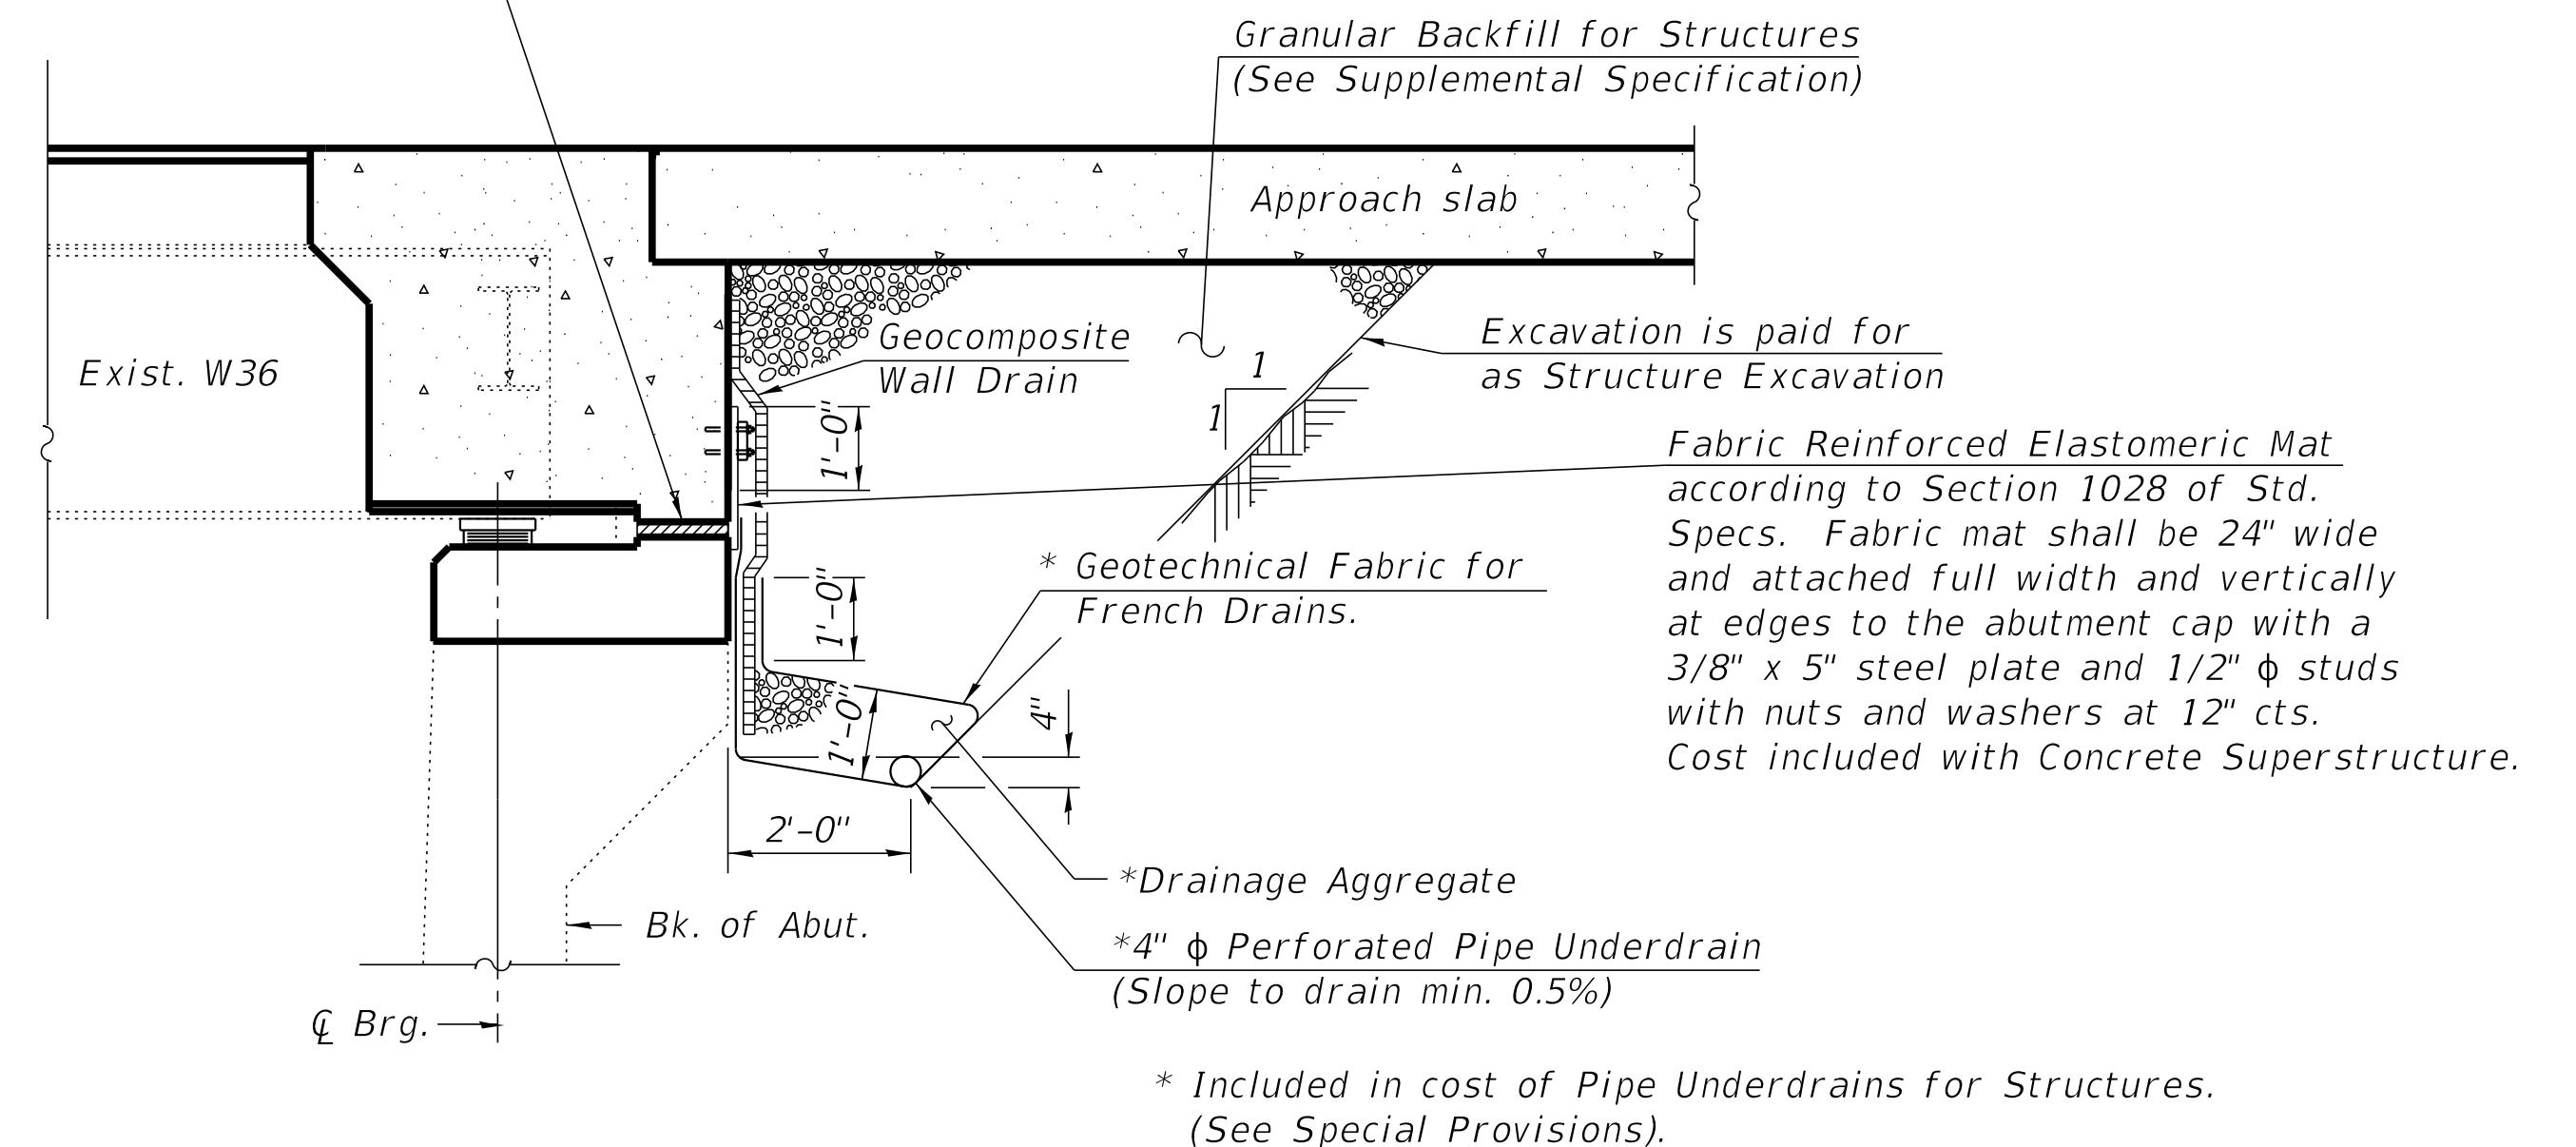 Granular Backfill for Structures
(See Supplemental Specification)
Approach slab
Exist. W36
Geocomposite
Wall Drain
1
1
Excavation is paid for
as Structure Excavation
1'-0"
Fabric Reinforced Elastomeric Mat
according to Section 1028 of Std.
Specs. Fabric mat shall be 24" wide
and attached full width and vertically
at edges to the abutment cap with a
3/8" x 5" steel plate and 1/2" ϕ studs
with nuts and washers at 12" cts.
Cost included with Concrete Superstructure.
* Geotechnical Fabric for
French Drains.
1'-0"
1'-0"
4"
2'-0"
*Drainage Aggregate
Bk. of Abut.
*4" ϕ Perforated Pipe Underdrain
(Slope to drain min. 0.5%)
℄ Brg.
* Included in cost of Pipe Underdrains for Structures.
(See Special Provisions).